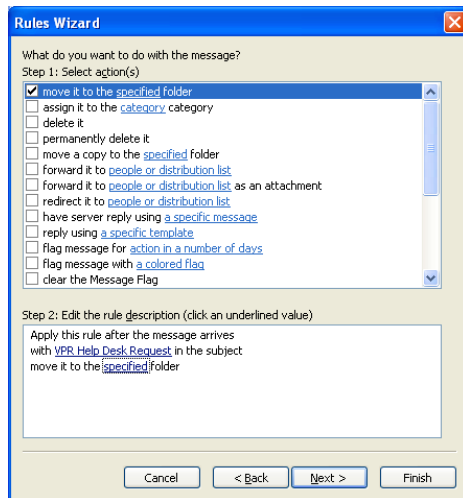 Rules Wizard
What do you want to do with the message?
Step 1: Select action(s)
move it to the specified folder
assign it to the category category
delete it
permanently delete it
move a copy to the specified folder
forward it to people or distribution list
forward it to people or distribution list as an attachment
redirect it to people or distribution list
have server reply using a specific message
reply using a specific template
flag message for action in a number of days
flag message with a colored flag
clear the Message Flag
Step 2: Edit the rule description (click an underlined value)
Apply this rule after the message arrives
with VPR Help Desk Request in the subject
move it to the specified folder
Cancel < Back Next > Finish